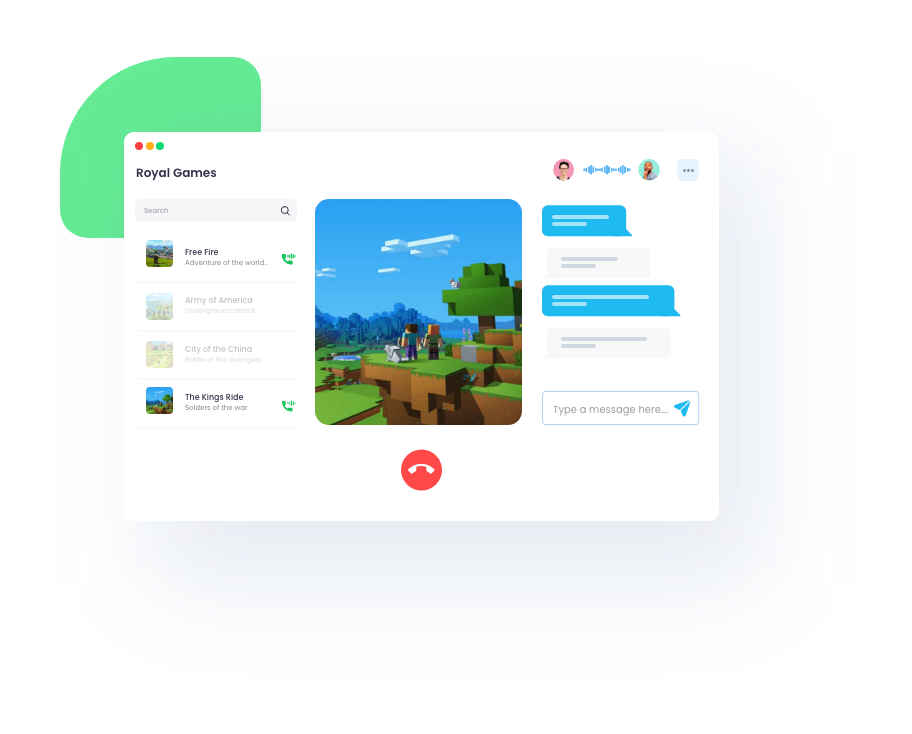 Royal Games
Search
Free Fire
Adventure of the world..
Army of America
Underground attack..
City of the China
Battle of the avengers
The Kings Ride
Solders of the war
Type a message here....